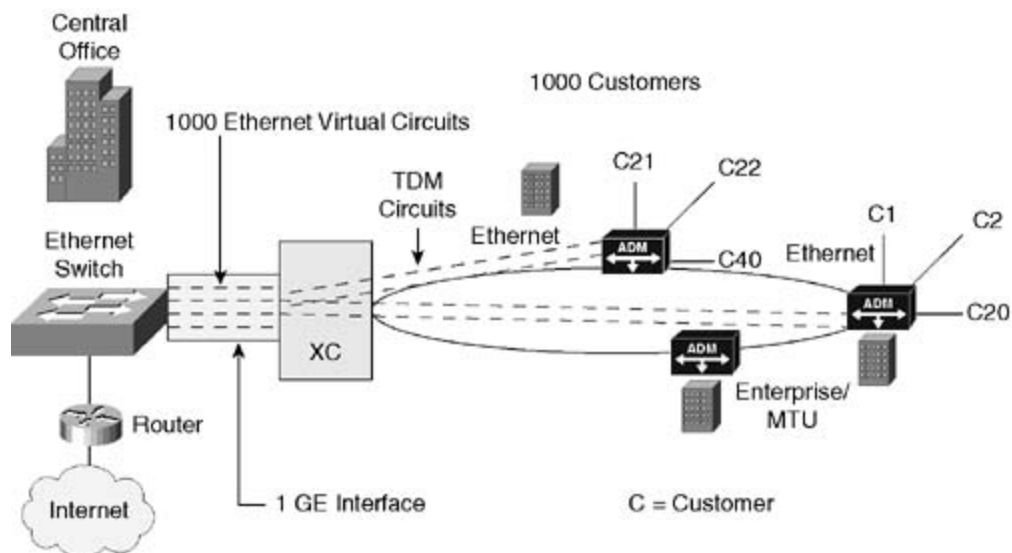 Central
Office
1000 Customers
1000 Ethernet Virtual Circuits
TDM
Circuits
C21
C22
Ethernet
ADM
C40
Ethernet
C1
C2
Ethernet
Switch
ADM
C20
XC
ADM
Enterprise/
MTU
Router
Internet
1 GE Interface
C = Customer